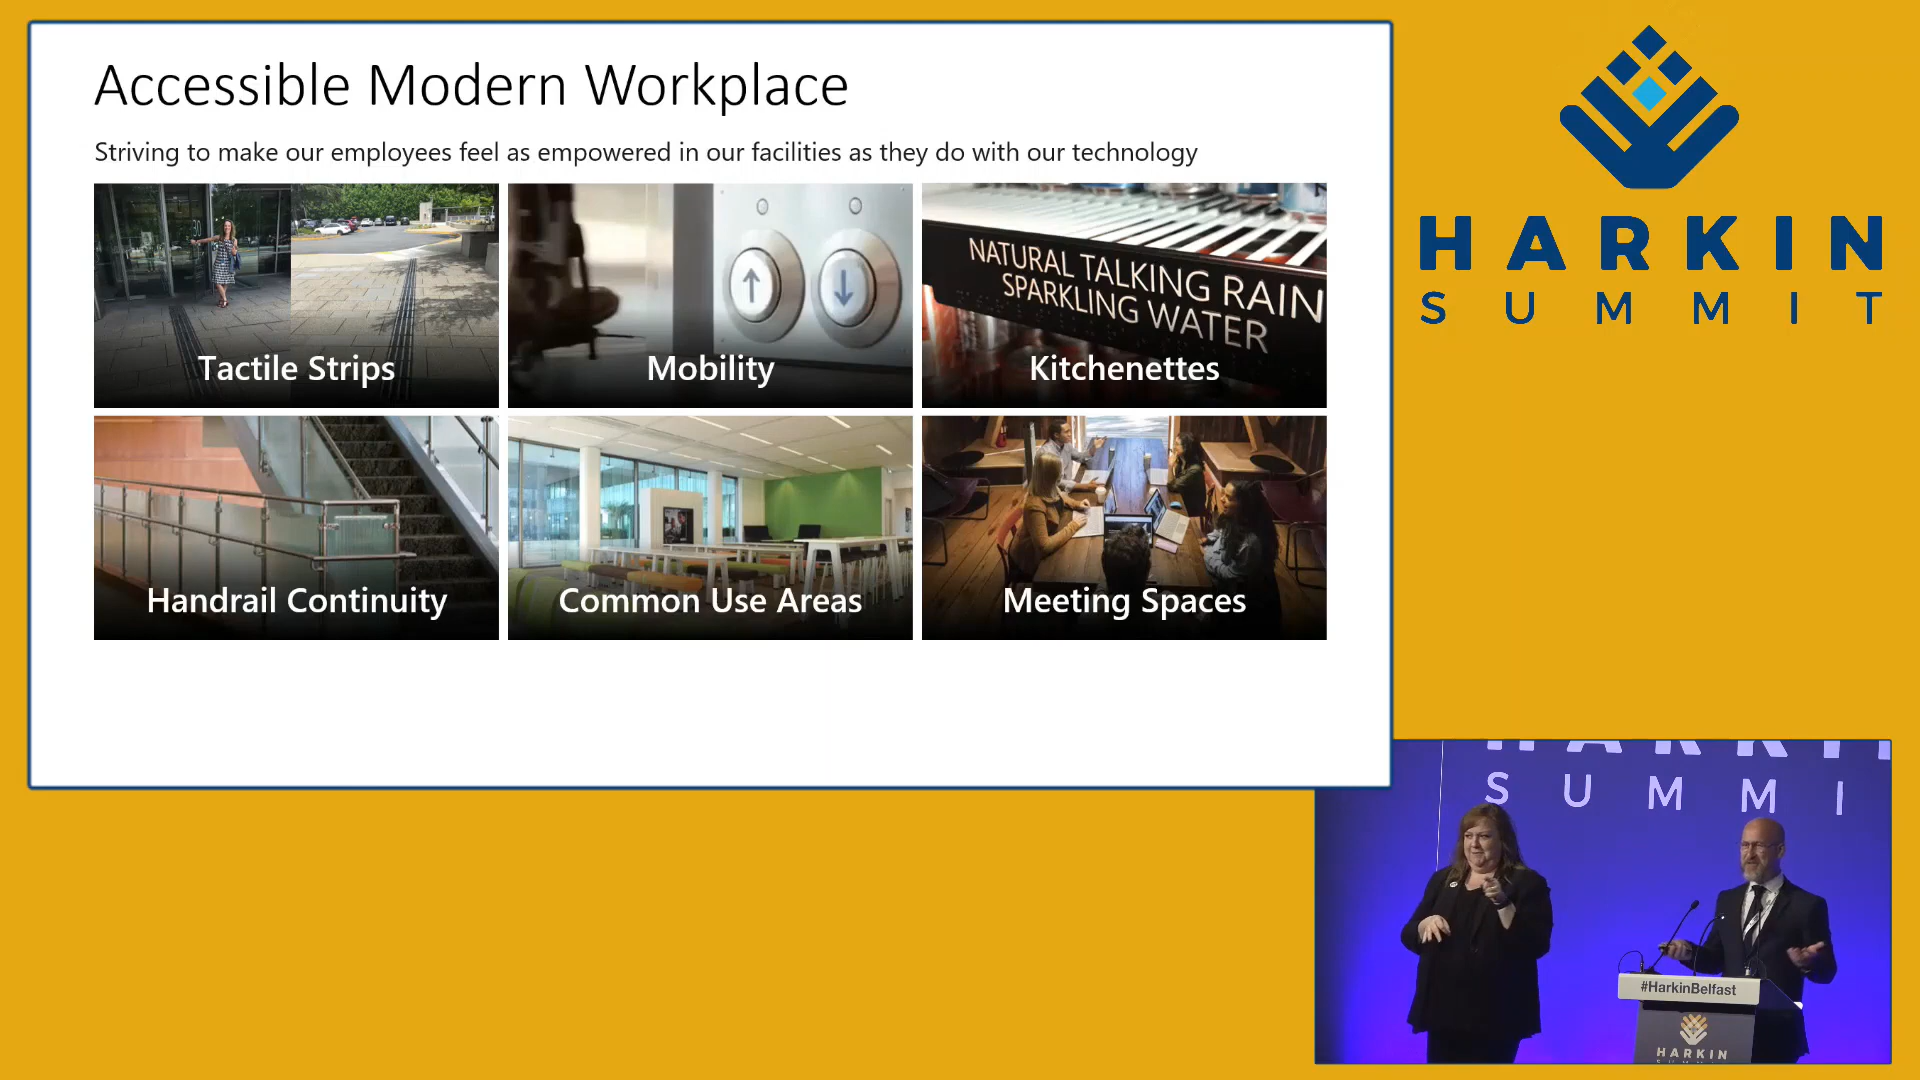 Accessible Modern Workplace
Striving to make our employees feel as empowered in our facilities as they do with our technology
Tactile Strips
Mobility
NATURAL TALKING RAIN
SPARKLING WATER
Kitchenettes
Handrail Continuity
Common Use Areas
Meeting Spaces
HARKIN
SUMMIT
SUMMI
#HarkinBelfast
HARKIN